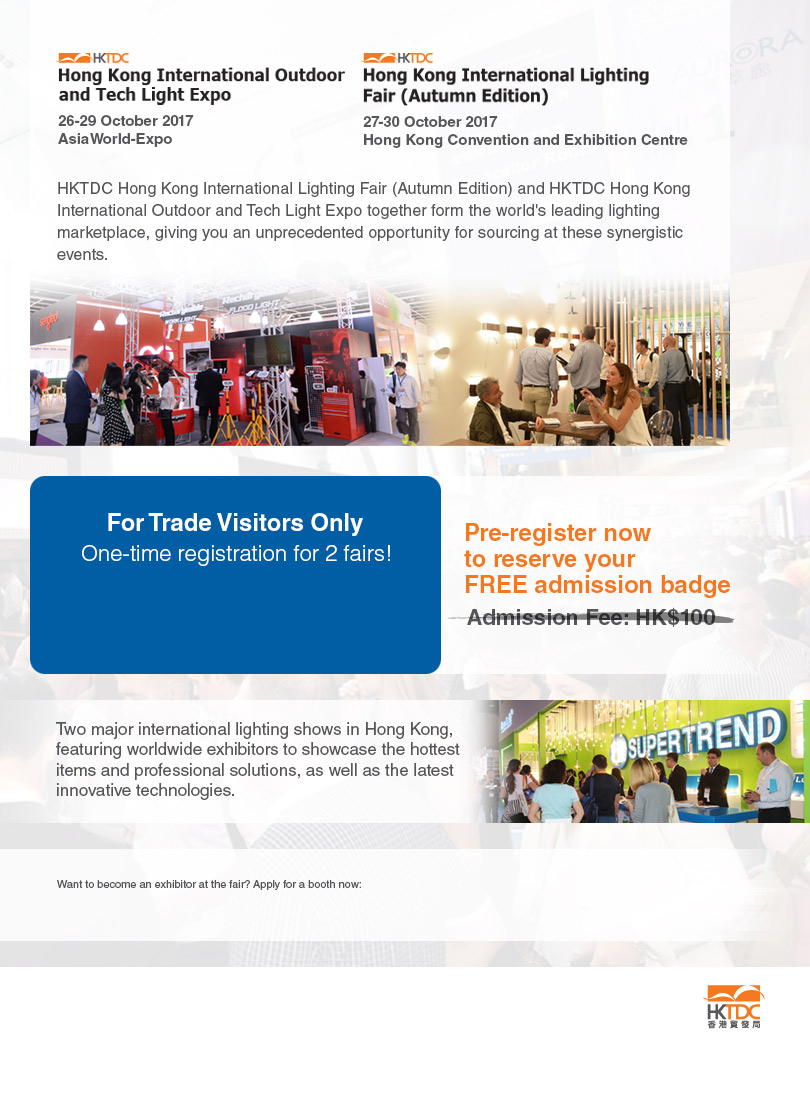 HKTDC
Hong Kong International Outdoor
and Tech Light Expo
26-29 October 2017
AsiaWorld-Expo
HKTDC
Hong Kong International Lighting
Fair (Autumn Edition)
27-30 October 2017
Hong Kong Convention and Exhibition Centre
AURORA
HKTDC Hong Kong International Lighting Fair (Autumn Edition) and HKTDC Hong Kong
International Outdoor and Tech Light Expo together form the world's leading lighting
marketplace, giving you an unprecedented opportunity for sourcing at these synergistic
events.
Rechargeable
WORK LIGHT
Rechargeable
FLOOD LIGHT
For Trade Visitors Only
One-time registration for 2 fairs!
Pre-register now
to reserve your
FREE admission badge
Admission Fee: HK$100
Two major international lighting shows in Hong Kong,
featuring worldwide exhibitors to showcase the hottest
items and professional solutions, as well as the latest
innovative technologies.
SUPERTREND
Want to become an exhibitor at the fair? Apply for a booth now:
HKTDC
香港貿發局